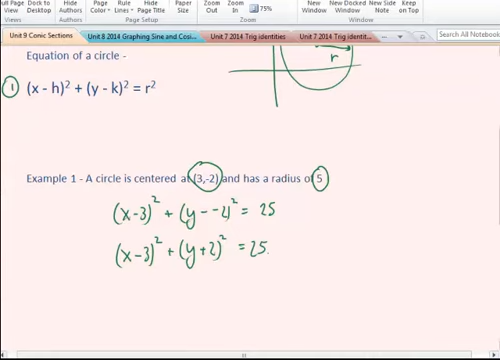 Full Page View
Dock to Desktop
Hide Authors
Page Color
Rule Lines
Hide Page Title
Paper Size
Zoom Out
Zoom In
75%
New Window
New Docked Window
New Side Note
Keep on Top
Views
Authors
Page Setup
Zoom
Window
Unit 9 Conic Sections
Unit 8 2014 Graphing Sine and Cosi...
Unit 7 2014 Trig identities
Unit 7 2014 Trig identit...
Search All Notebooks
Equation of a circle -
r
1 (x - h)² + (y - k)² = r²
Example 1 - A circle is centered at (3,-2) and has a radius of 5
(x-3)² + (y--2)² = 25
(x-3)² + (y+2)² = 25.